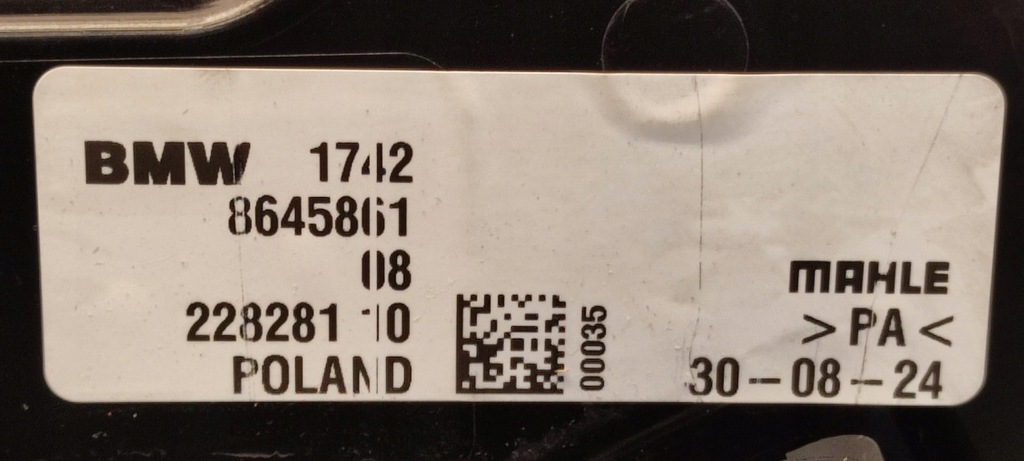 BMW 1742
8645861
08
228281 10
POLAND
00035
MAHLE
>PA<
30-08-24